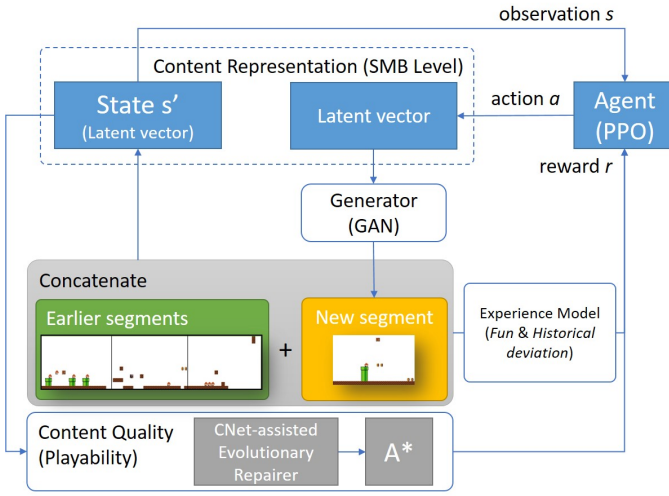 observation s
Content Representation (SMB Level)
State s’
(Latent vector)
Latent vector
action a
Agent
(PPO)
reward r
Generator
(GAN)
Concatenate
Earlier segments
+
New segment
Experience Model
(Fun & Historical
deviation)
Content Quality
(Playability)
CNet-assisted
Evolutionary
Repairer
A*